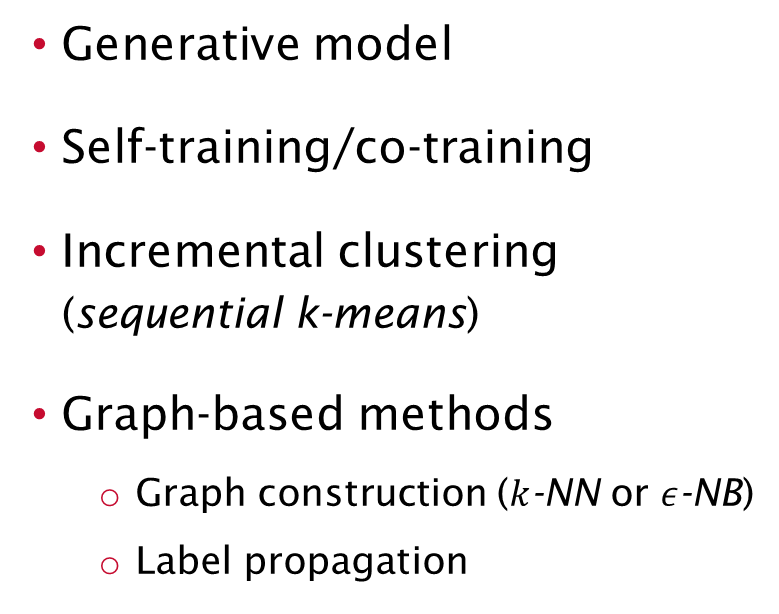 • Generative model
• Self-training/co-training
• Incremental clustering
(sequential k-means)
• Graph-based methods
○ Graph construction (k-NN or ϵ-NB)
○ Label propagation